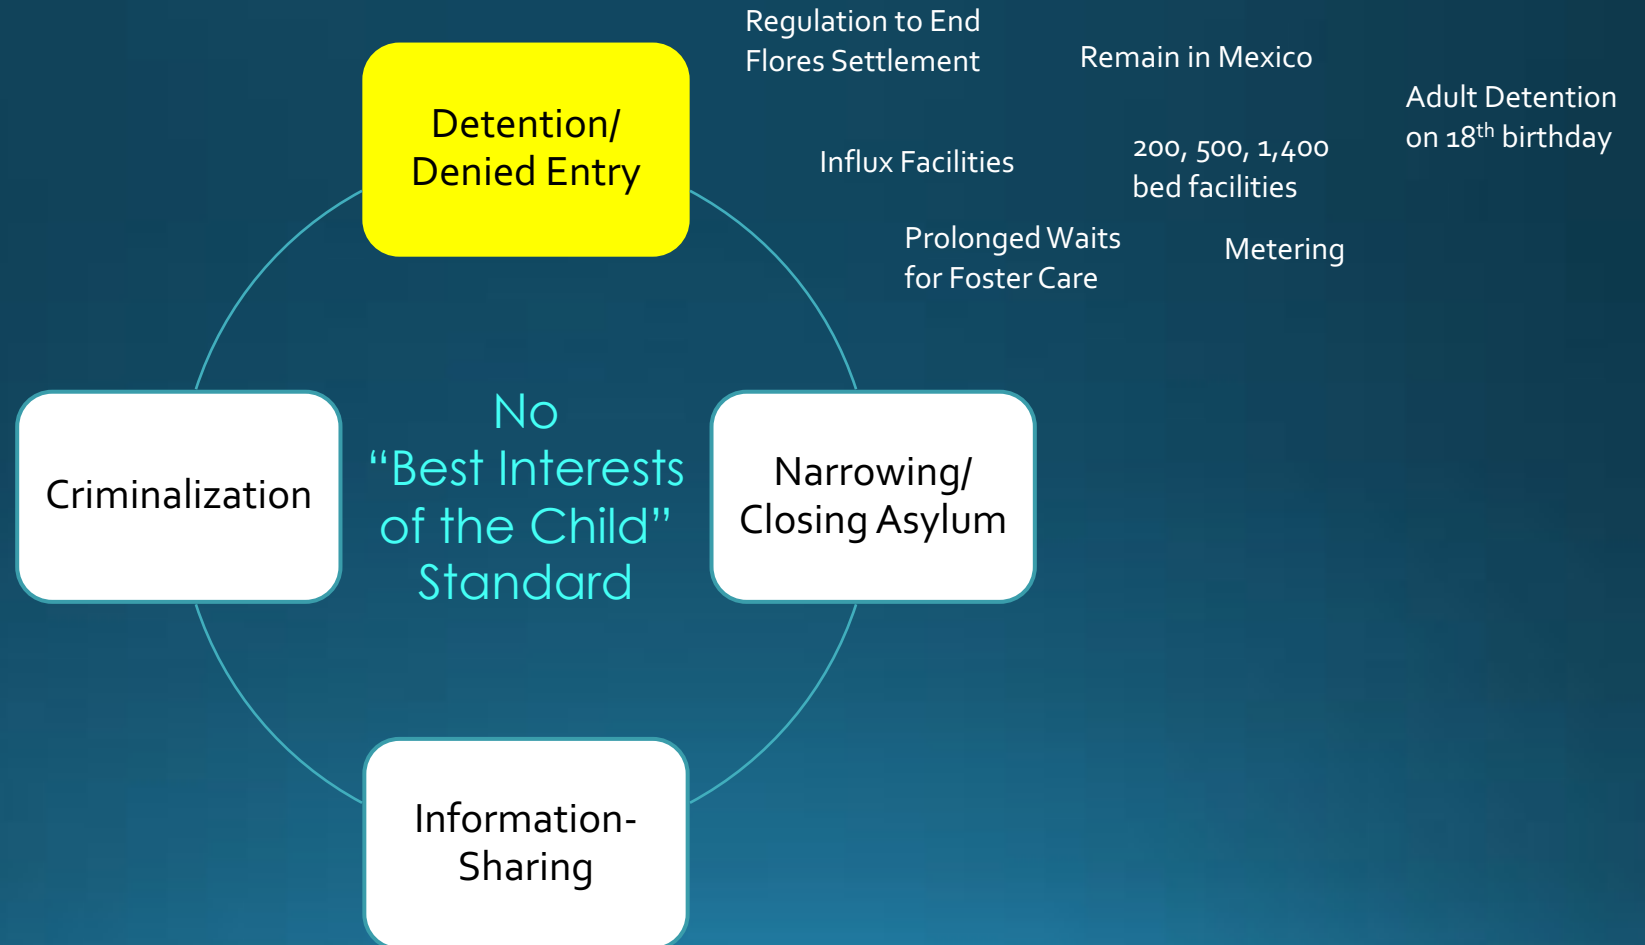 Regulation to End
Flores Settlement
Remain in Mexico
Adult Detention
on 18th birthday
Influx Facilities
200, 500, 1,400
bed facilities
Prolonged Waits
for Foster Care
Metering
Detention/
Denied Entry
Narrowing/
Closing Asylum
Information-
Sharing
Criminalization
No
“Best Interests
of the Child”
Standard